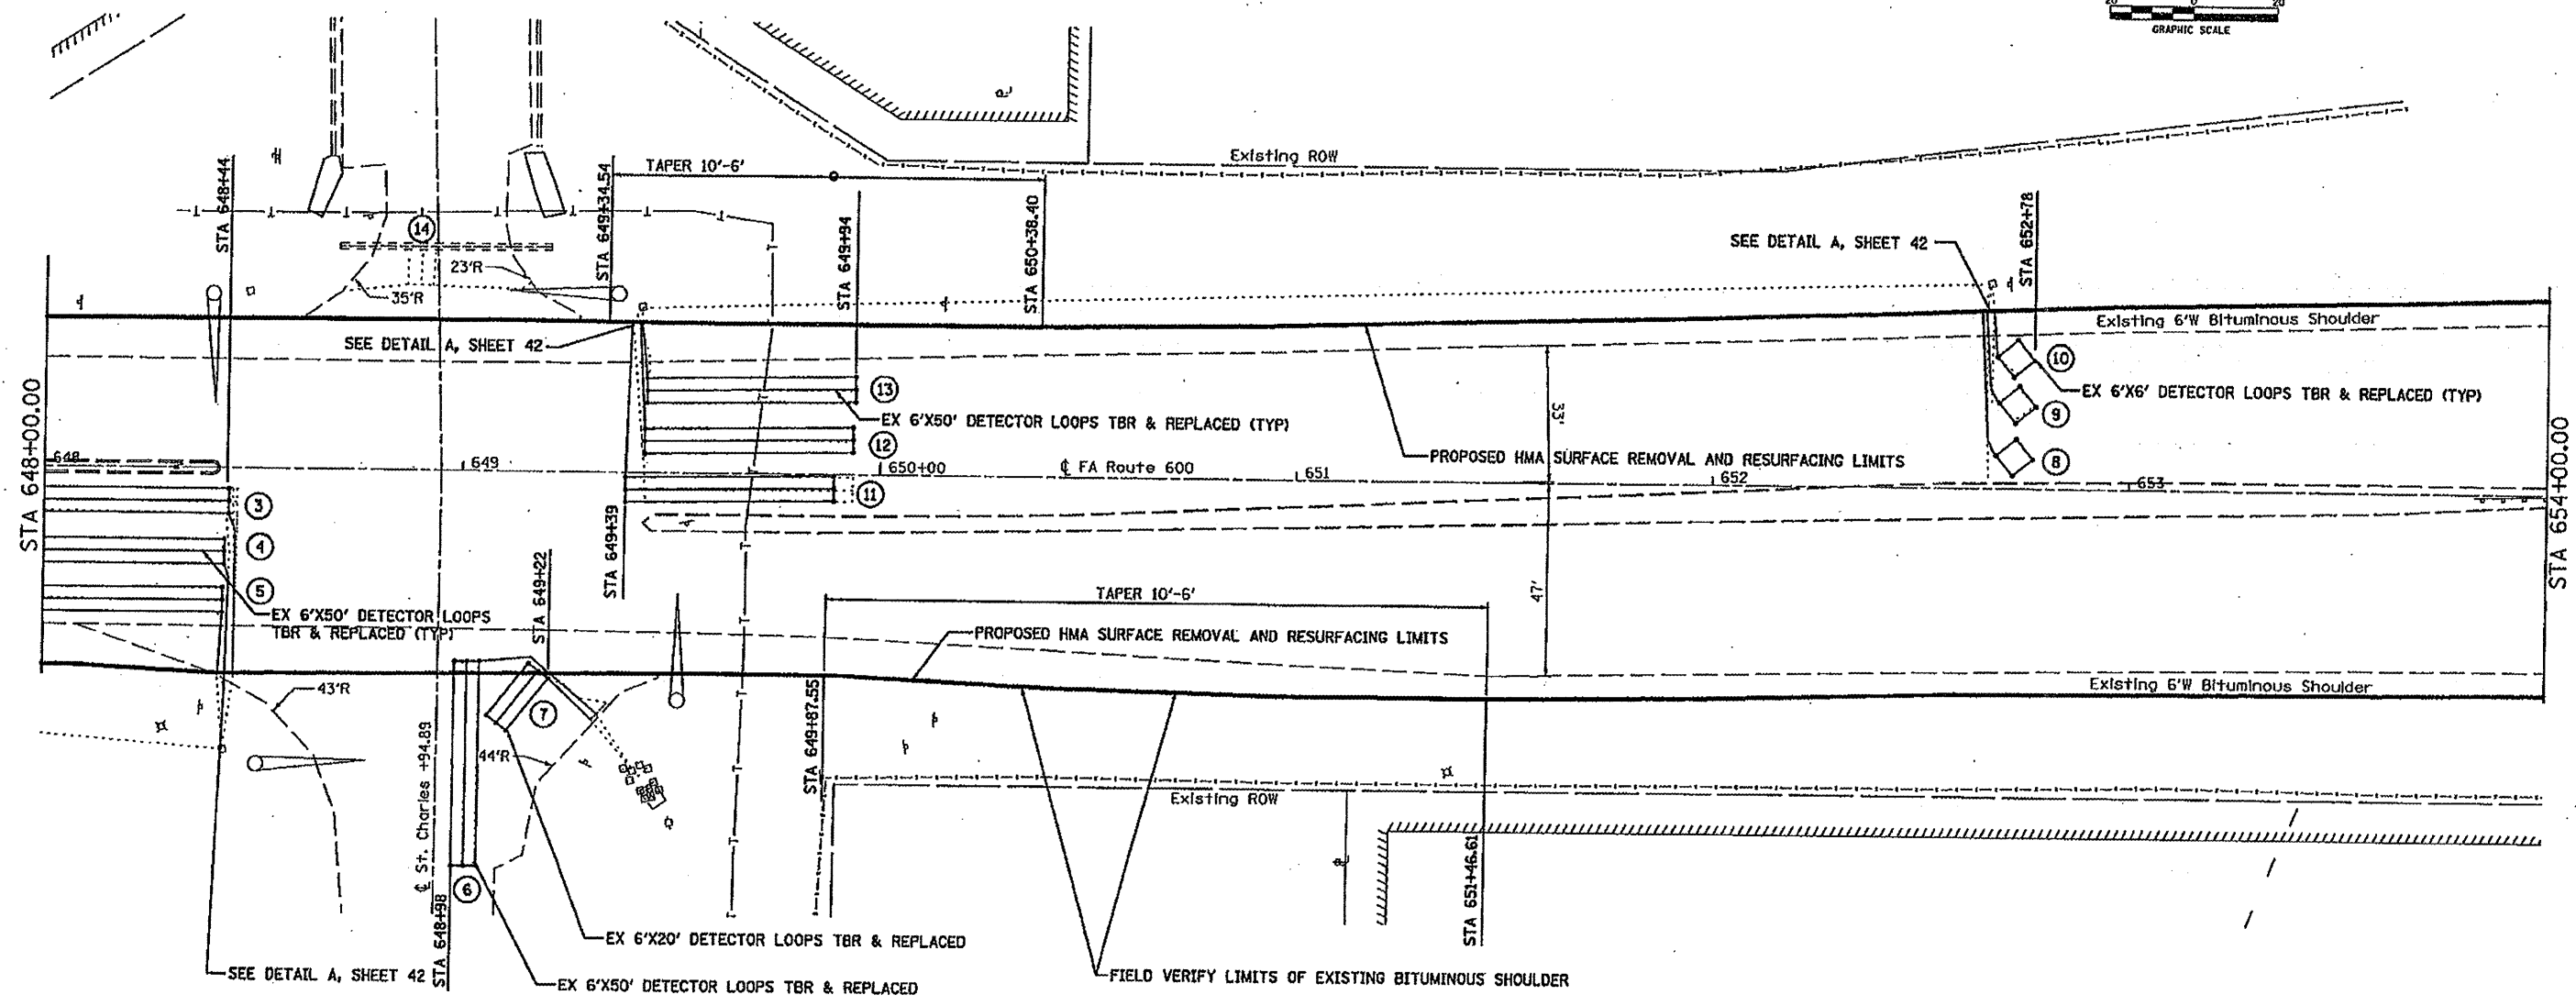 20 0 20
GRAPHIC SCALE
Existing ROW
TAPER 10'-6'
STA 648+44
STA 649+34.54
STA 649+94
STA 650+38.40
STA 652+78
14
23'R
35'R
SEE DETAIL A, SHEET 42
SEE DETAIL A, SHEET 42
Existing 6'W Bituminous Shoulder
10
EX 6'X6' DETECTOR LOOPS TBR & REPLACED (TYP)
9
8
13
EX 6'X50' DETECTOR LOOPS TBR & REPLACED (TYP)
12
11
33'
PROPOSED HMA SURFACE REMOVAL AND RESURFACING LIMITS
STA 648+00.00
648
649
650+00
℄ FA Route 600
651
652
653
STA 654+00.00
3
4
5
EX 6'X50' DETECTOR LOOPS
TBR & REPLACED (TYP)
STA 649+39
STA 649+22
47'
TAPER 10'-6'
PROPOSED HMA SURFACE REMOVAL AND RESURFACING LIMITS
43'R
7
44'R
Existing 6'W Bituminous Shoulder
STA 649+87.55
Existing ROW
℄ St. Charles +94.89
STA 648+98
6
STA 651+46.61
EX 6'X20' DETECTOR LOOPS TBR & REPLACED
SEE DETAIL A, SHEET 42
EX 6'X50' DETECTOR LOOPS TBR & REPLACED
FIELD VERIFY LIMITS OF EXISTING BITUMINOUS SHOULDER